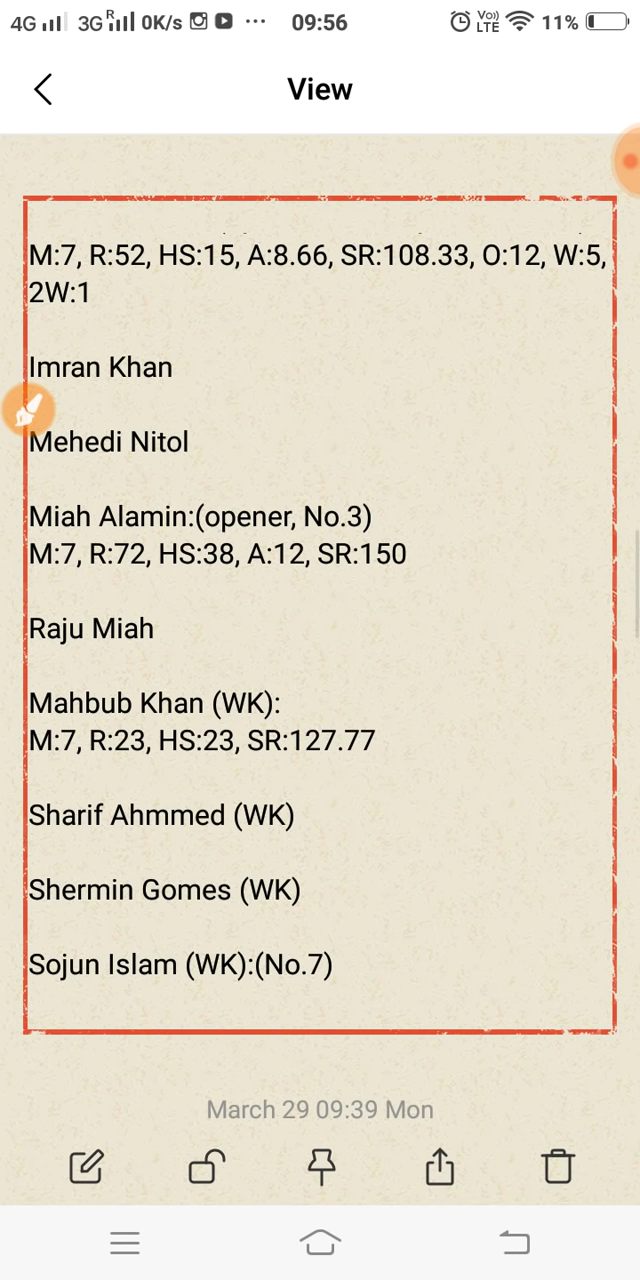 4G 3G R 0K/s ... 09:56 Vo)) LTE 11%
View
M:7, R:52, HS:15, A:8.66, SR:108.33, O:12, W:5,
2W:1
Imran Khan
Mehedi Nitol
Miah Alamin:(opener, No.3)
M:7, R:72, HS:38, A:12, SR:150
Raju Miah
Mahbub Khan (WK):
M:7, R:23, HS:23, SR:127.77
Sharif Ahmmed (WK)
Shermin Gomes (WK)
Sojun Islam (WK):(No.7)
March 29 09:39 Mon